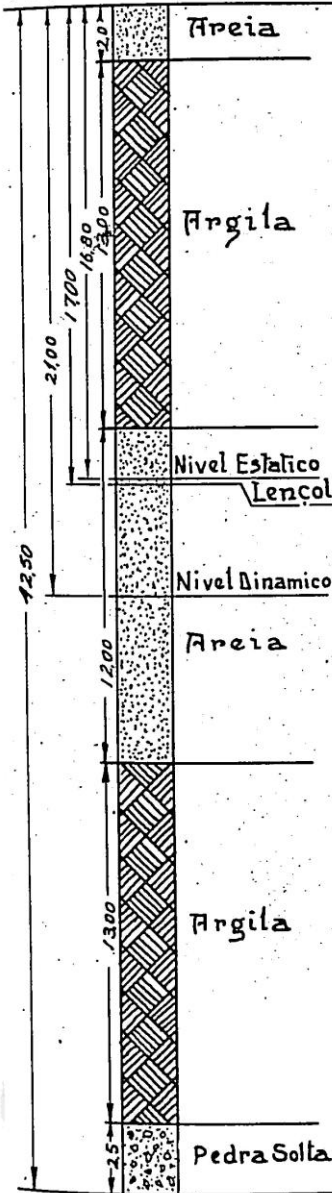 Areia
2,0
Argila
13,00
16,80
17,00
21,00
42,50
Nivel Estatico
Lençol
Nivel Dinamico
Areia
12,00
Argila
13,00
Pedra Solta
2,5